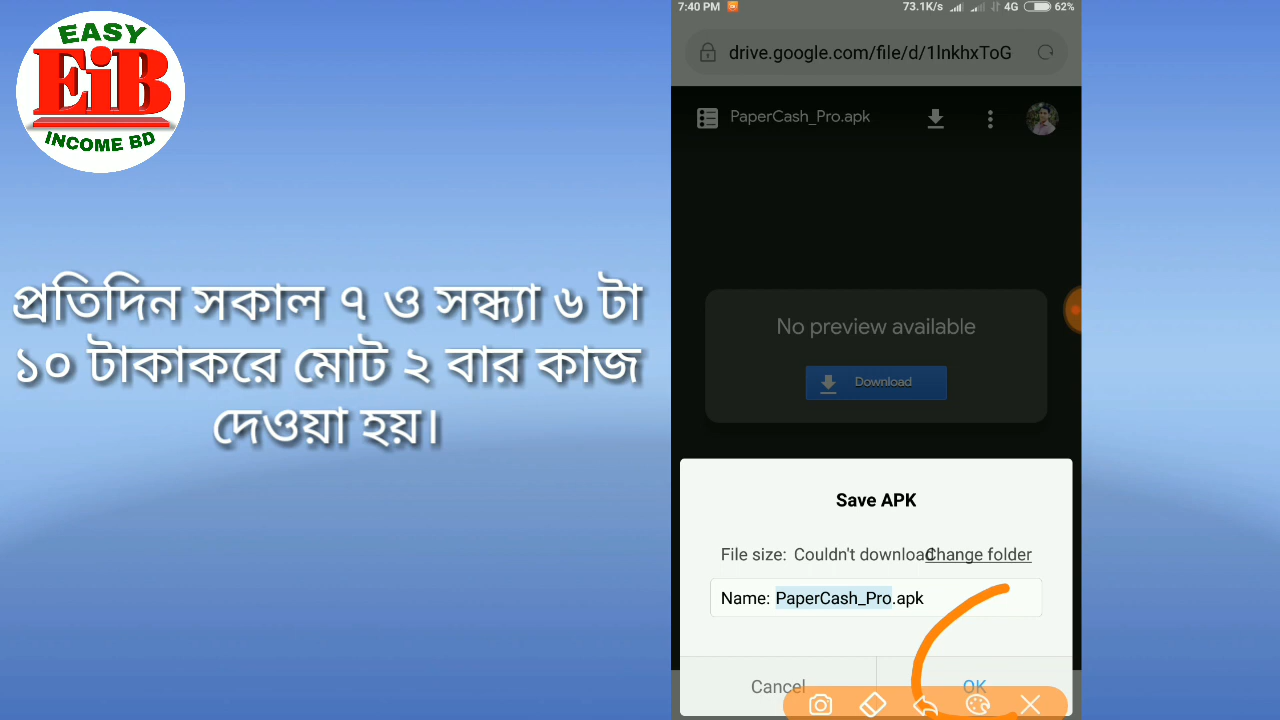 EASY
EiB
INCOME BD
প্রতিদিন সকাল ৭ ও সন্ধ্যা ৬ টা
১০ টাকাকরে মোট ২ বার কাজ
দেওয়া হয়।
7:40 PM 73.1K/s 4G 62%
drive.google.com/file/d/1lnkhxToG
PaperCash_Pro.apk
No preview available
Download
Save APK
File size: Couldn't download Change folder
Name: PaperCash_Pro.apk
Cancel OK